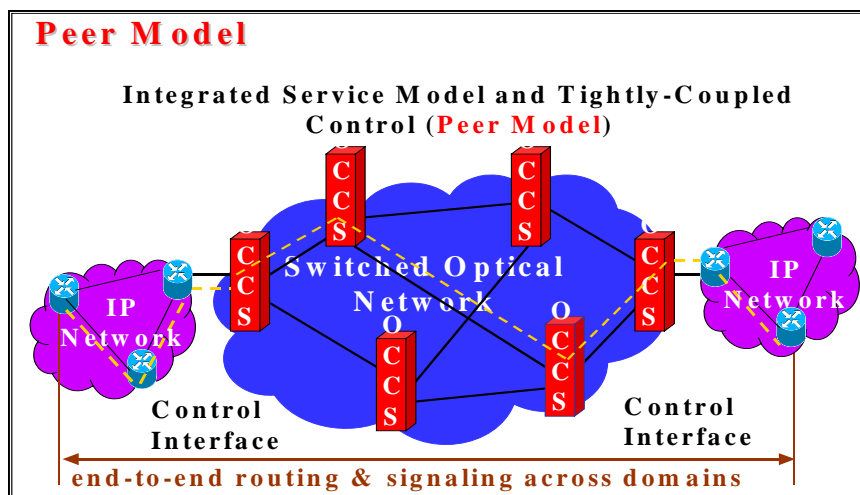 Peer Model
Integrated Service Model and Tightly-Coupled
Control (Peer Model)
O
C
C
S
O
C
C
S
O
C
C
S
O
C
C
S
Switched Optical
Network
IP
Network
IP
Network
O
C
C
S
O
C
C
S
Control
Interface
Control
Interface
end-to-end routing & signaling across domains